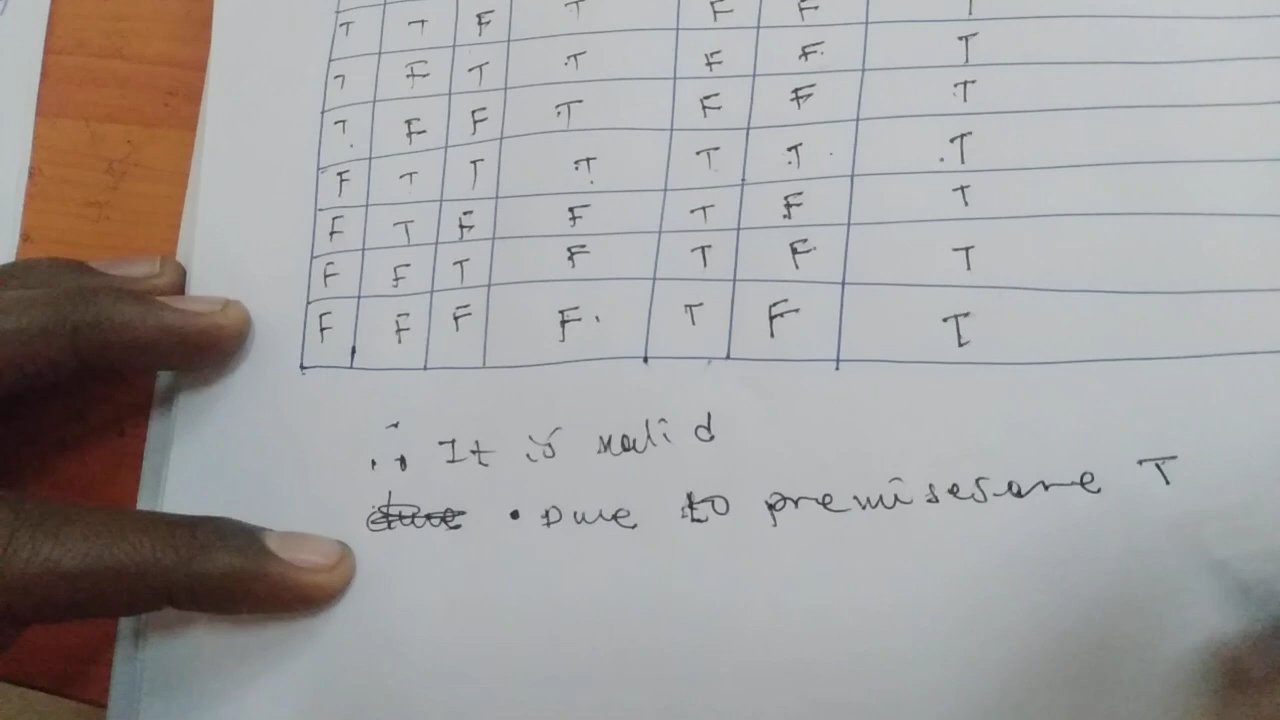 T T F T F F T
T F T T F F T
T F F T F F T
F T T T T T T
F T F F T F T
F F T F T F T
F F F F T F T
∴ It is valid
• Due to premises are T